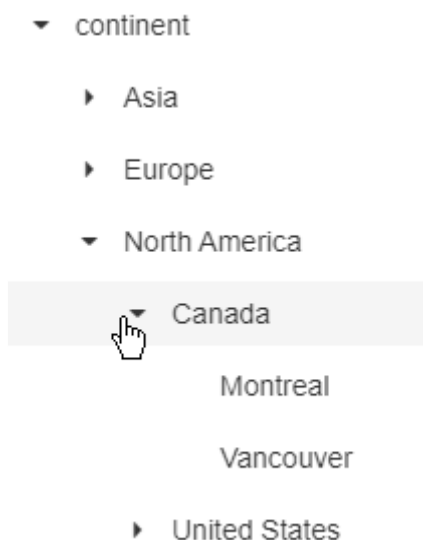 continent
Asia
Europe
North America
Canada
Montreal
Vancouver
United States